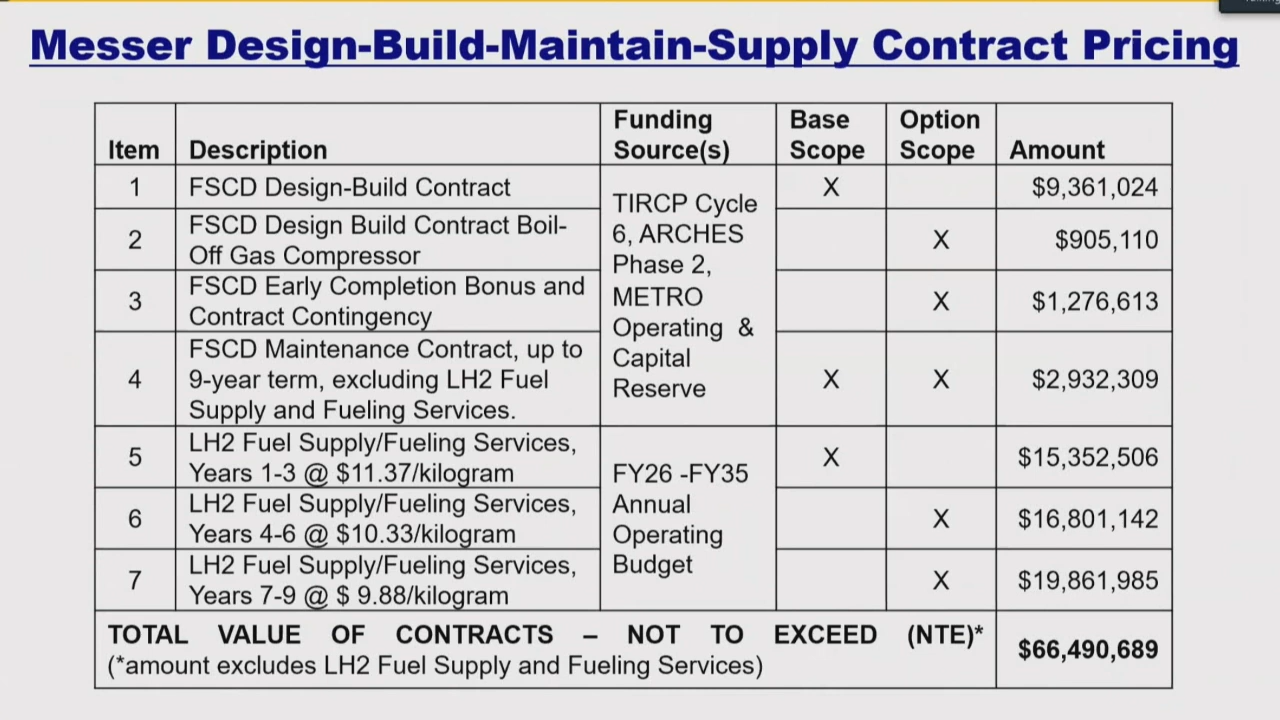 Messer Design-Build-Maintain-Supply Contract Pricing
Item Description Funding Source(s) Base Scope Option Scope Amount
1 FSCD Design-Build Contract X $9,361,024
TIRCP Cycle 6, ARCHES Phase 2, METRO Operating & Capital Reserve
2 FSCD Design Build Contract Boil-Off Gas Compressor X $905,110
3 FSCD Early Completion Bonus and Contract Contingency X $1,276,613
4 FSCD Maintenance Contract, up to 9-year term, excluding LH2 Fuel Supply and Fueling Services. X X $2,932,309
5 LH2 Fuel Supply/Fueling Services, Years 1-3 @ $11.37/kilogram X $15,352,506
FY26 -FY35 Annual Operating Budget
6 LH2 Fuel Supply/Fueling Services, Years 4-6 @ $10.33/kilogram X $16,801,142
7 LH2 Fuel Supply/Fueling Services, Years 7-9 @ $ 9.88/kilogram X $19,861,985
TOTAL VALUE OF CONTRACTS – NOT TO EXCEED (NTE)* $66,490,689
(*amount excludes LH2 Fuel Supply and Fueling Services)